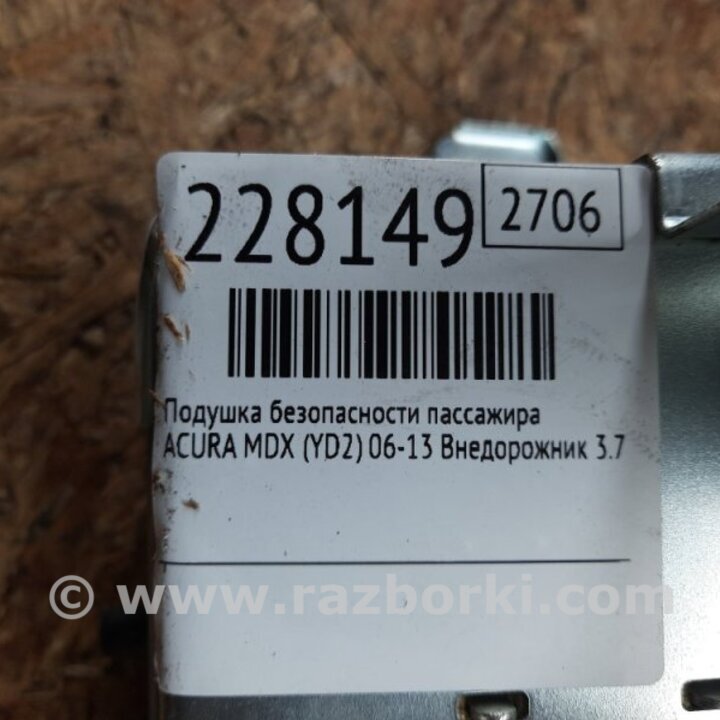 228149 2706
Подушка безопасности пассажира
ACURA MDX (YD2) 06-13 Внедорожник 3.7
© www.razborki.com